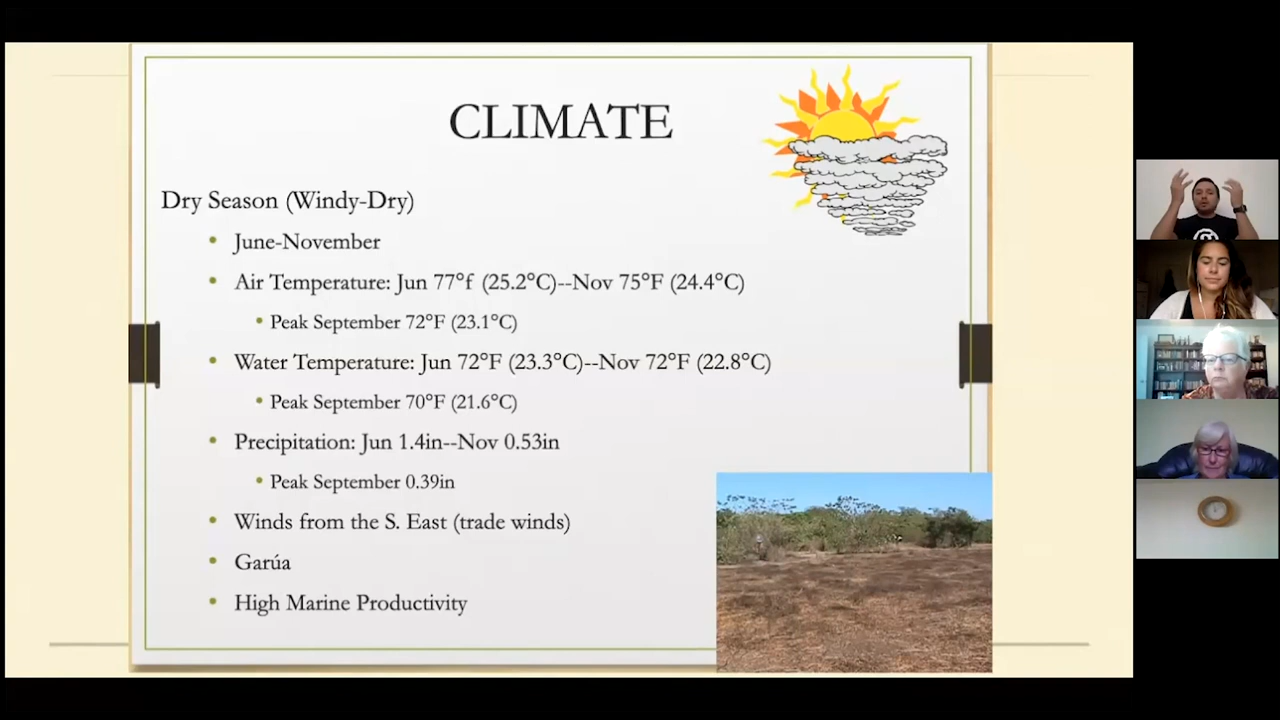 CLIMATE
Dry Season (Windy-Dry)
• June-November
• Air Temperature: Jun 77°f (25.2°C)--Nov 75°F (24.4°C)
• Peak September 72°F (23.1°C)
• Water Temperature: Jun 72°F (23.3°C)--Nov 72°F (22.8°C)
• Peak September 70°F (21.6°C)
• Precipitation: Jun 1.4in--Nov 0.53in
• Peak September 0.39in
• Winds from the S. East (trade winds)
• Garúa
• High Marine Productivity